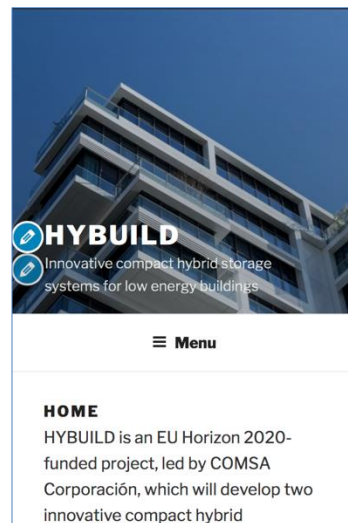 HYBUILD
Innovative compact hybrid storage
systems for low energy buildings
Menu
HOME
HYBUILD is an EU Horizon 2020-
funded project, led by COMSA
Corporación, which will develop two
innovative compact hybrid